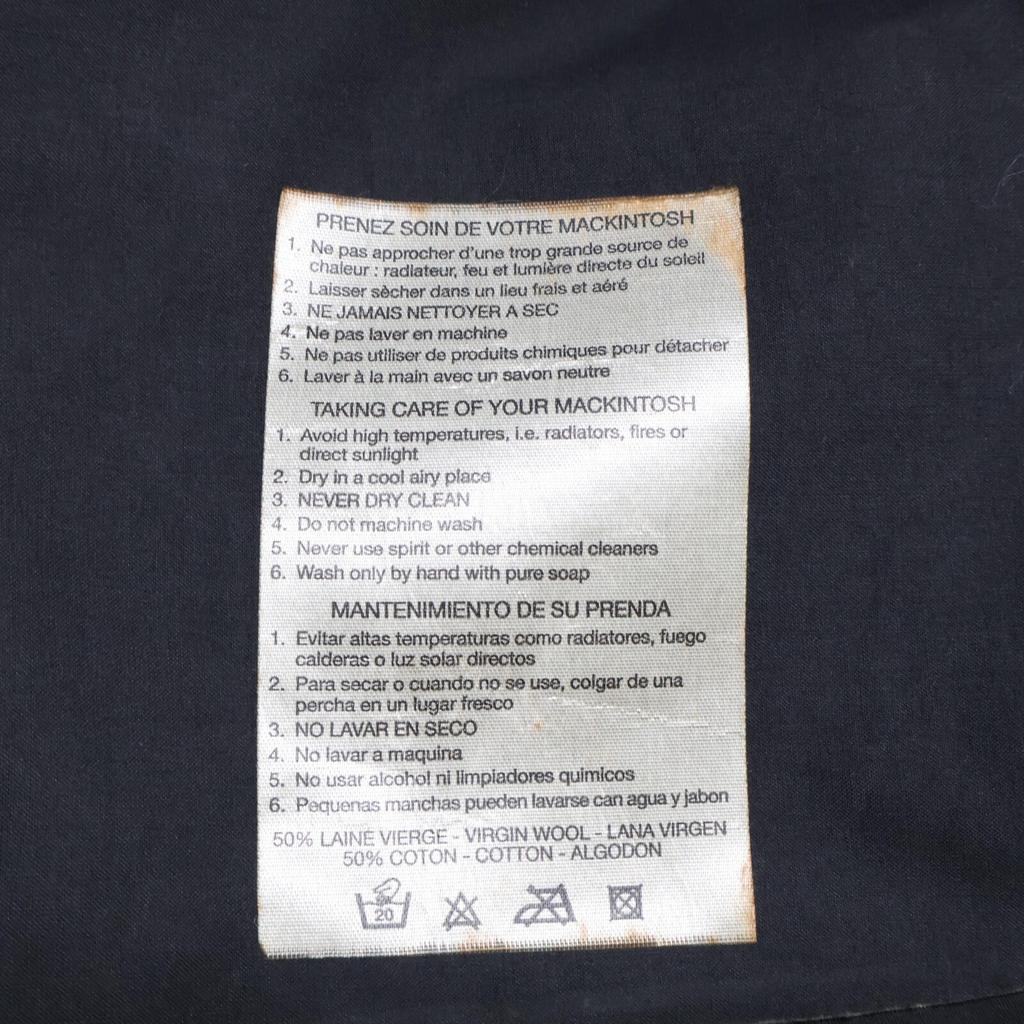 PRENEZ SOIN DE VOTRE MACKINTOSH
1. Ne pas approcher d'une trop grande source de
chaleur : radiateur, feu et lumière directe du soleil
2. Laisser sècher dans un lieu frais et aéré
3. NE JAMAIS NETTOYER A SEC
4. Ne pas laver en machine
5. Ne pas utiliser de produits chimiques pour détacher
6. Laver à la main avec un savon neutre
TAKING CARE OF YOUR MACKINTOSH
1. Avoid high temperatures, i.e. radiators, fires or
direct sunlight
2. Dry in a cool airy place
3. NEVER DRY CLEAN
4. Do not machine wash
5. Never use spirit or other chemical cleaners
6. Wash only by hand with pure soap
MANTENIMIENTO DE SU PRENDA
1. Evitar altas temperaturas como radiatores, fuego
calderas o luz solar directos
2. Para secar o cuando no se use, colgar de una
percha en un lugar fresco
3. NO LAVAR EN SECO
4. No lavar a maquina
5. No usar alcohol ni limpiadores quimicos
6. Pequenas manchas pueden lavarse can agua y jabon
50% LAINE VIERGE - VIRGIN WOOL - LANA VIRGEN
50% COTON - COTTON - ALGODON
20